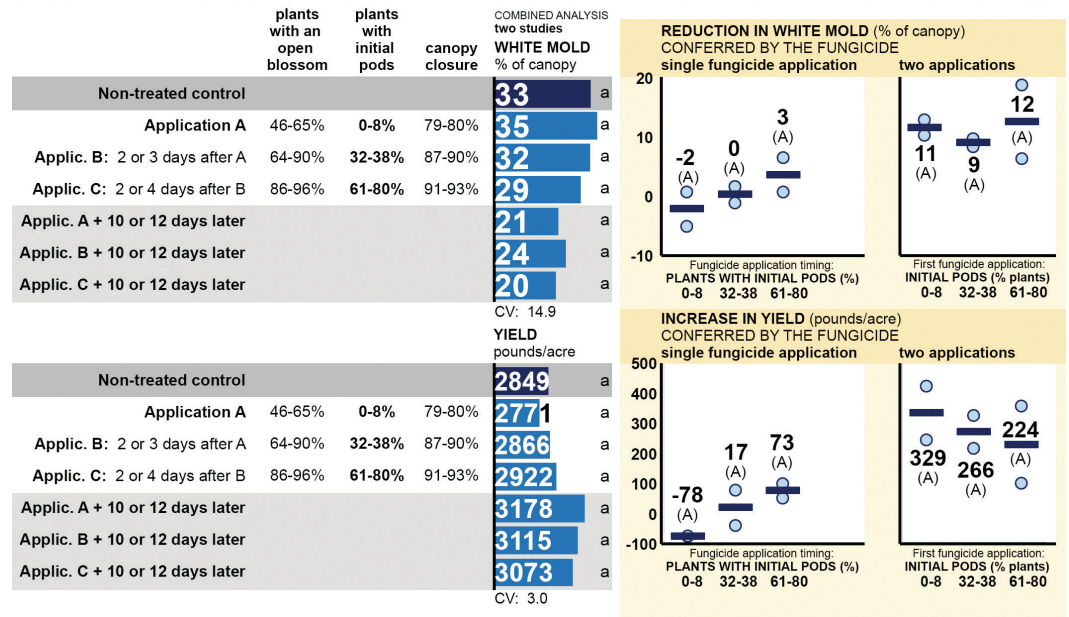 plants with an open blossom
plants with initial pods
canopy closure
COMBINED ANALYSIS
two studies
WHITE MOLD
% of canopy
Non-treated control 33 a
Application A 46-65% 0-8% 79-80% 35 a
Applic. B: 2 or 3 days after A 64-90% 32-38% 87-90% 32 a
Applic. C: 2 or 4 days after B 86-96% 61-80% 91-93% 29 a
Applic. A + 10 or 12 days later 21 a
Applic. B + 10 or 12 days later 24 a
Applic. C + 10 or 12 days later 20 a
CV: 14.9
YIELD
pounds/acre
Non-treated control 2849 a
Application A 46-65% 0-8% 79-80% 2771 a
Applic. B: 2 or 3 days after A 64-90% 32-38% 87-90% 2866 a
Applic. C: 2 or 4 days after B 86-96% 61-80% 91-93% 2922 a
Applic. A + 10 or 12 days later 3178 a
Applic. B + 10 or 12 days later 3115 a
Applic. C + 10 or 12 days later 3073 a
CV: 3.0
REDUCTION IN WHITE MOLD (% of canopy)
CONFERRED BY THE FUNGICIDE
single fungicide application
two applications
20
10
0
-10
-2
(A)
0
(A)
3
(A)
11
(A)
9
(A)
12
(A)
Fungicide application timing:
PLANTS WITH INITIAL PODS (%)
0-8 32-38 61-80
First fungicide application:
INITIAL PODS (% plants)
0-8 32-38 61-80
INCREASE IN YIELD (pounds/acre)
CONFERRED BY THE FUNGICIDE
single fungicide application
two applications
500
400
300
200
100
0
-100
-78
(A)
17
(A)
73
(A)
329
(A)
266
(A)
224
(A)
Fungicide application timing:
PLANTS WITH INITIAL PODS (%)
0-8 32-38 61-80
First fungicide application:
INITIAL PODS (% plants)
0-8 32-38 61-80